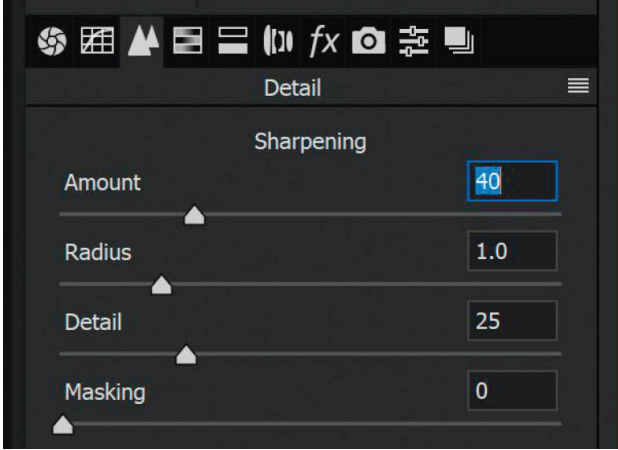 fx
Detail
Sharpening
Amount 40
Radius 1.0
Detail 25
Masking 0